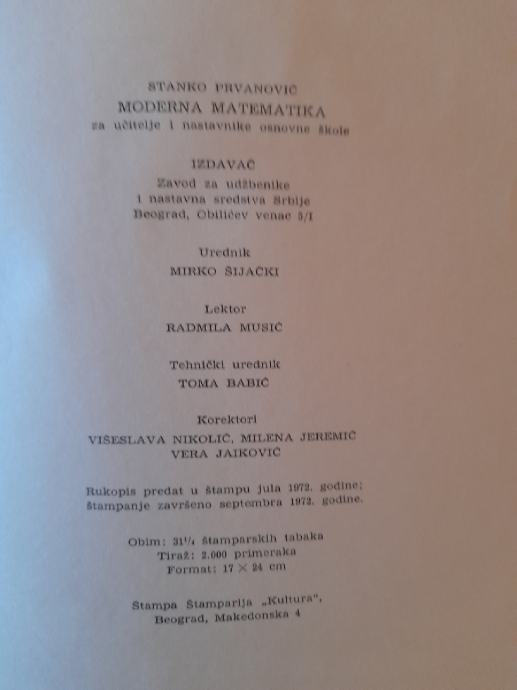 STANKO PRVANOVIĆ
MODERNA MATEMATIKA
za učitelje i nastavnike osnovne škole
IZDAVAČ
Zavod za udžbenike
i nastavna sredstva Srbije
Beograd, Obilićev venac 5/I
Urednik
MIRKO ŠIJAČKI
Lektor
RADMILA MUSIĆ
Tehnički urednik
TOMA BABIĆ
Korektori
VIŠESLAVA NIKOLIĆ, MILENA JEREMIĆ
VERA JAIKOVIĆ
Rukopis predat u štampu jula 1972. godine;
štampanje završeno septembra 1972. godine.
Obim: 31¼ štamparskih tabaka
Tiraž: 2.000 primeraka
Format: 17 × 24 cm
Štampa Štamparija „Kultura",
Beograd, Makedonska 4